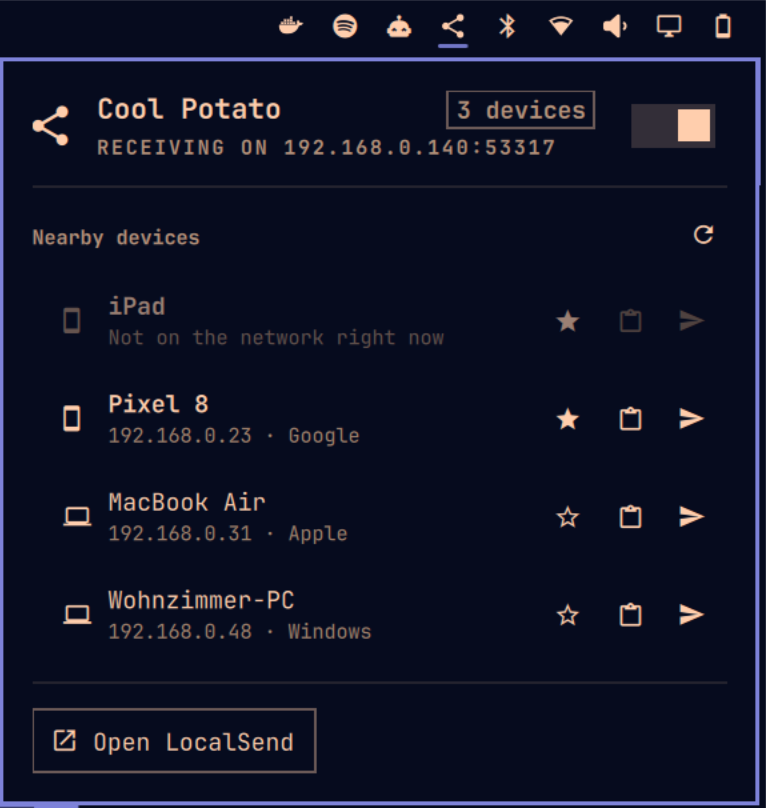 Cool Potato
3 devices
RECEIVING ON 192.168.0.140:53317
Nearby devices
iPad
Not on the network right now
Pixel 8
192.168.0.23 · Google
MacBook Air
192.168.0.31 · Apple
Wohnzimmer-PC
192.168.0.48 · Windows
Open LocalSend